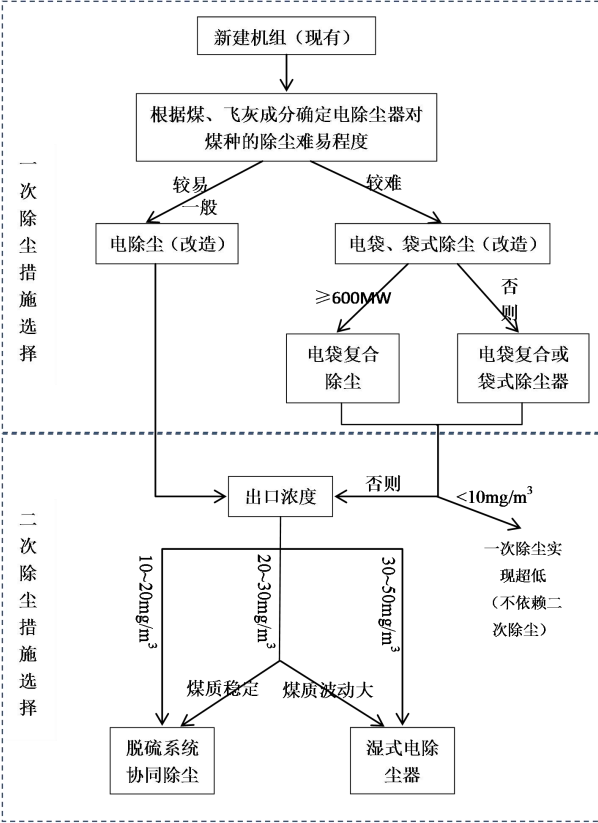 新建机组（现有）
根据煤、飞灰成分确定电除尘器对
煤种的除尘难易程度
一次除尘措施选择
较易
一般
较难
电除尘（改造）
电袋、袋式除尘（改造）
≥600MW
否
则
电袋复合
除尘
电袋复合或
袋式除尘器
二次除尘措施选择
出口浓度
否则
<10mg/m³
一次除尘实
现超低
（不依赖二
次除尘）
10~20mg/m³
20~30mg/m³
30~50mg/m³
煤质稳定
煤质波动大
脱硫系统
协同除尘
湿式电除
尘器